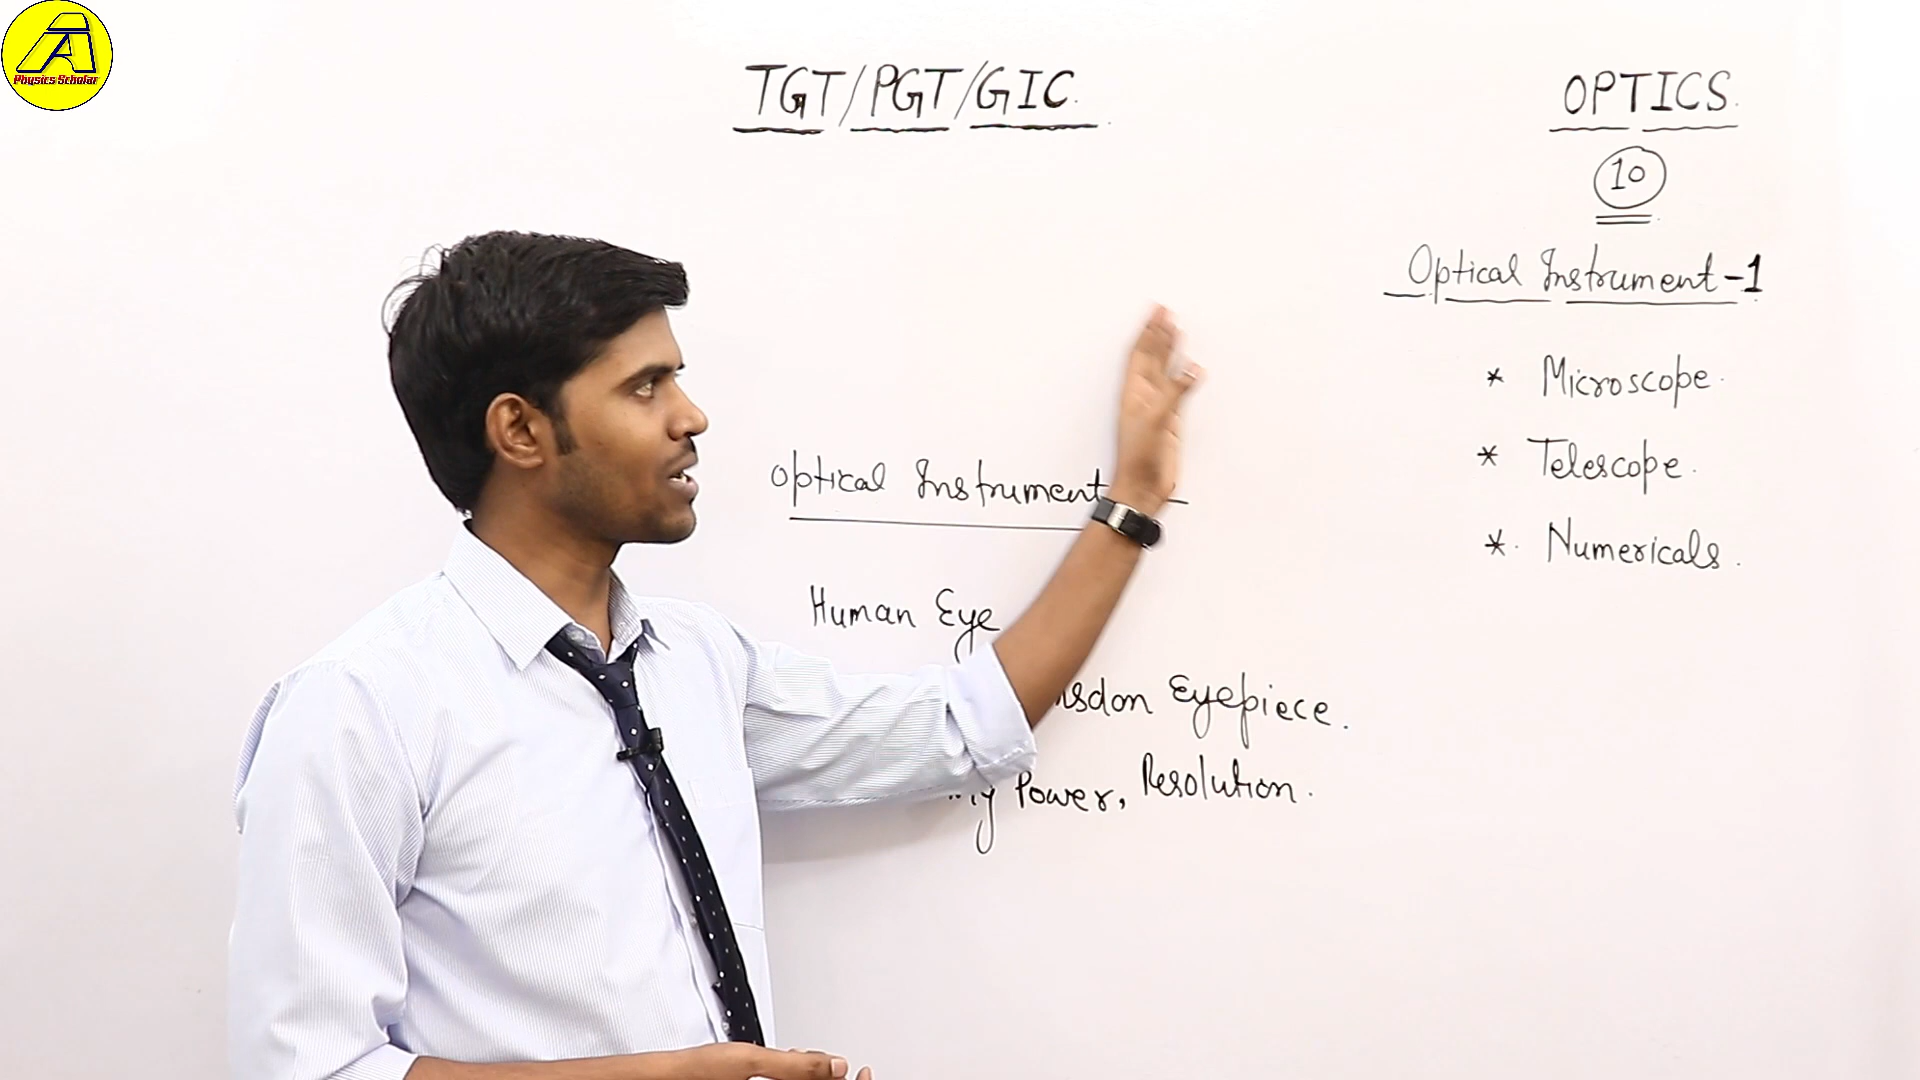 Physics Scholar
TGT/PGT/GIC.
OPTICS.
10
Optical Instrument-1
* Microscope.
* Telescope.
*. Numericals.
Optical Instrument
Human Eye
Eyepiece.
Power, Resolution.